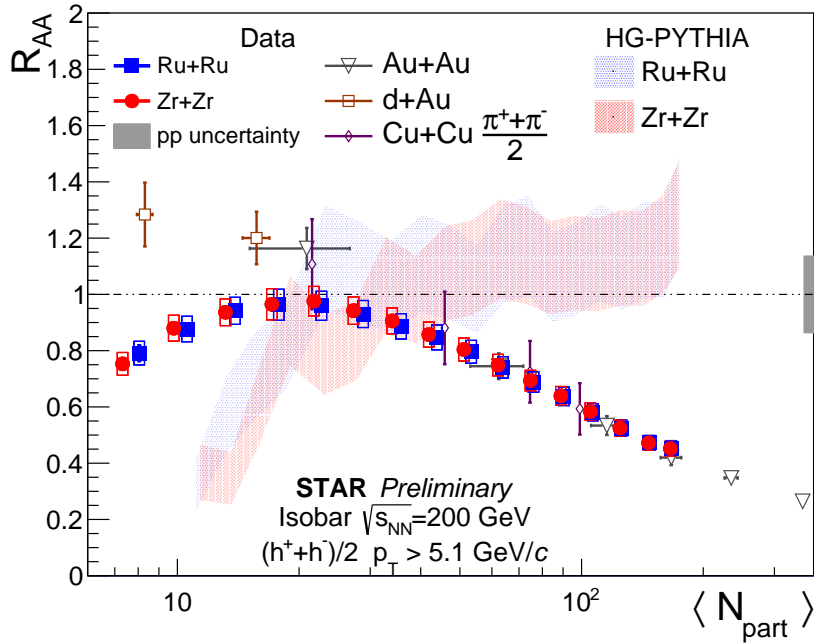 R_AA
2
1.8
1.6
1.4
1.2
1
0.8
0.6
0.4
0.2
0
Data
HG-PYTHIA
Ru+Ru
Au+Au
Ru+Ru
Zr+Zr
d+Au
Zr+Zr
pp uncertainty
Cu+Cu π⁺+π⁻/2
STAR Preliminary
Isobar √s_NN=200 GeV
(h⁺+h⁻)/2 p_T > 5.1 GeV/c
10
10²
⟨ N_part ⟩